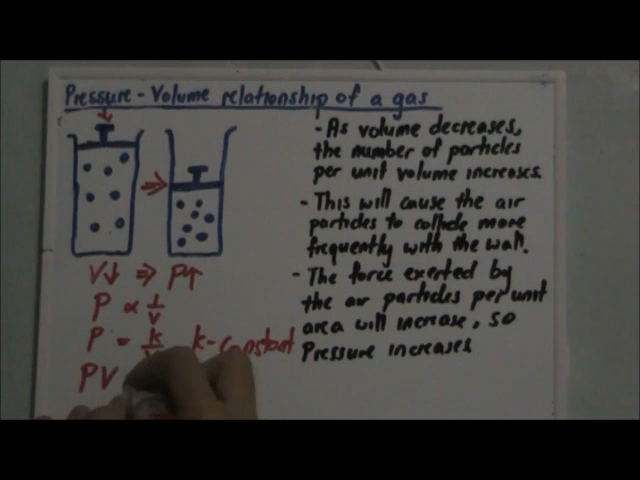 Pressure - Volume relationship of a gas
- As volume decreases,
the number of particles
per unit volume increases.
- This will cause the air
particles to collide more
frequently with the wall.
- The force exerted by
the air particles per unit
area will increase, so
Pressure increases
V↓ ⇒ P↑
P ∝ 1/V
P = k/V k - constant
PV